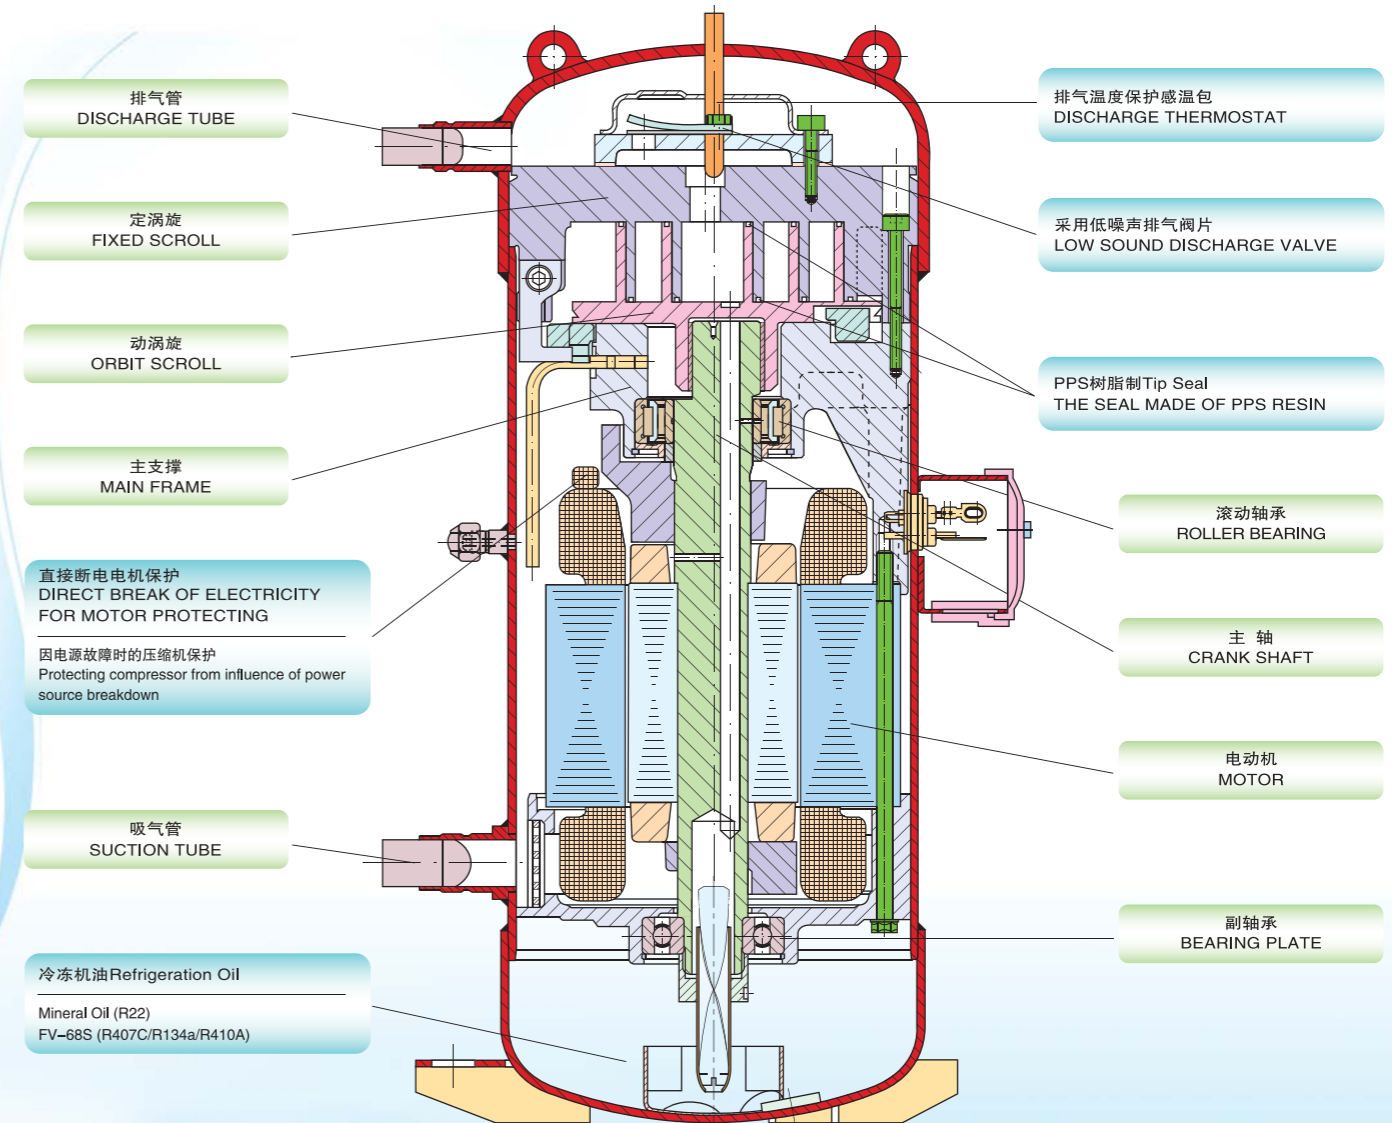 排气管
DISCHARGE TUBE
定涡旋
FIXED SCROLL
动涡旋
ORBIT SCROLL
主支撑
MAIN FRAME
直接断电电机保护
DIRECT BREAK OF ELECTRICITY
FOR MOTOR PROTECTING
因电源故障时的压缩机保护
Protecting compressor from influence of power
source breakdown
吸气管
SUCTION TUBE
冷冻机油Refrigeration Oil
Mineral Oil (R22)
FV–68S (R407C/R134a/R410A)
排气温度保护感温包
DISCHARGE THERMOSTAT
采用低噪声排气阀片
LOW SOUND DISCHARGE VALVE
PPS树脂制Tip Seal
THE SEAL MADE OF PPS RESIN
滚动轴承
ROLLER BEARING
主 轴
CRANK SHAFT
电动机
MOTOR
副轴承
BEARING PLATE